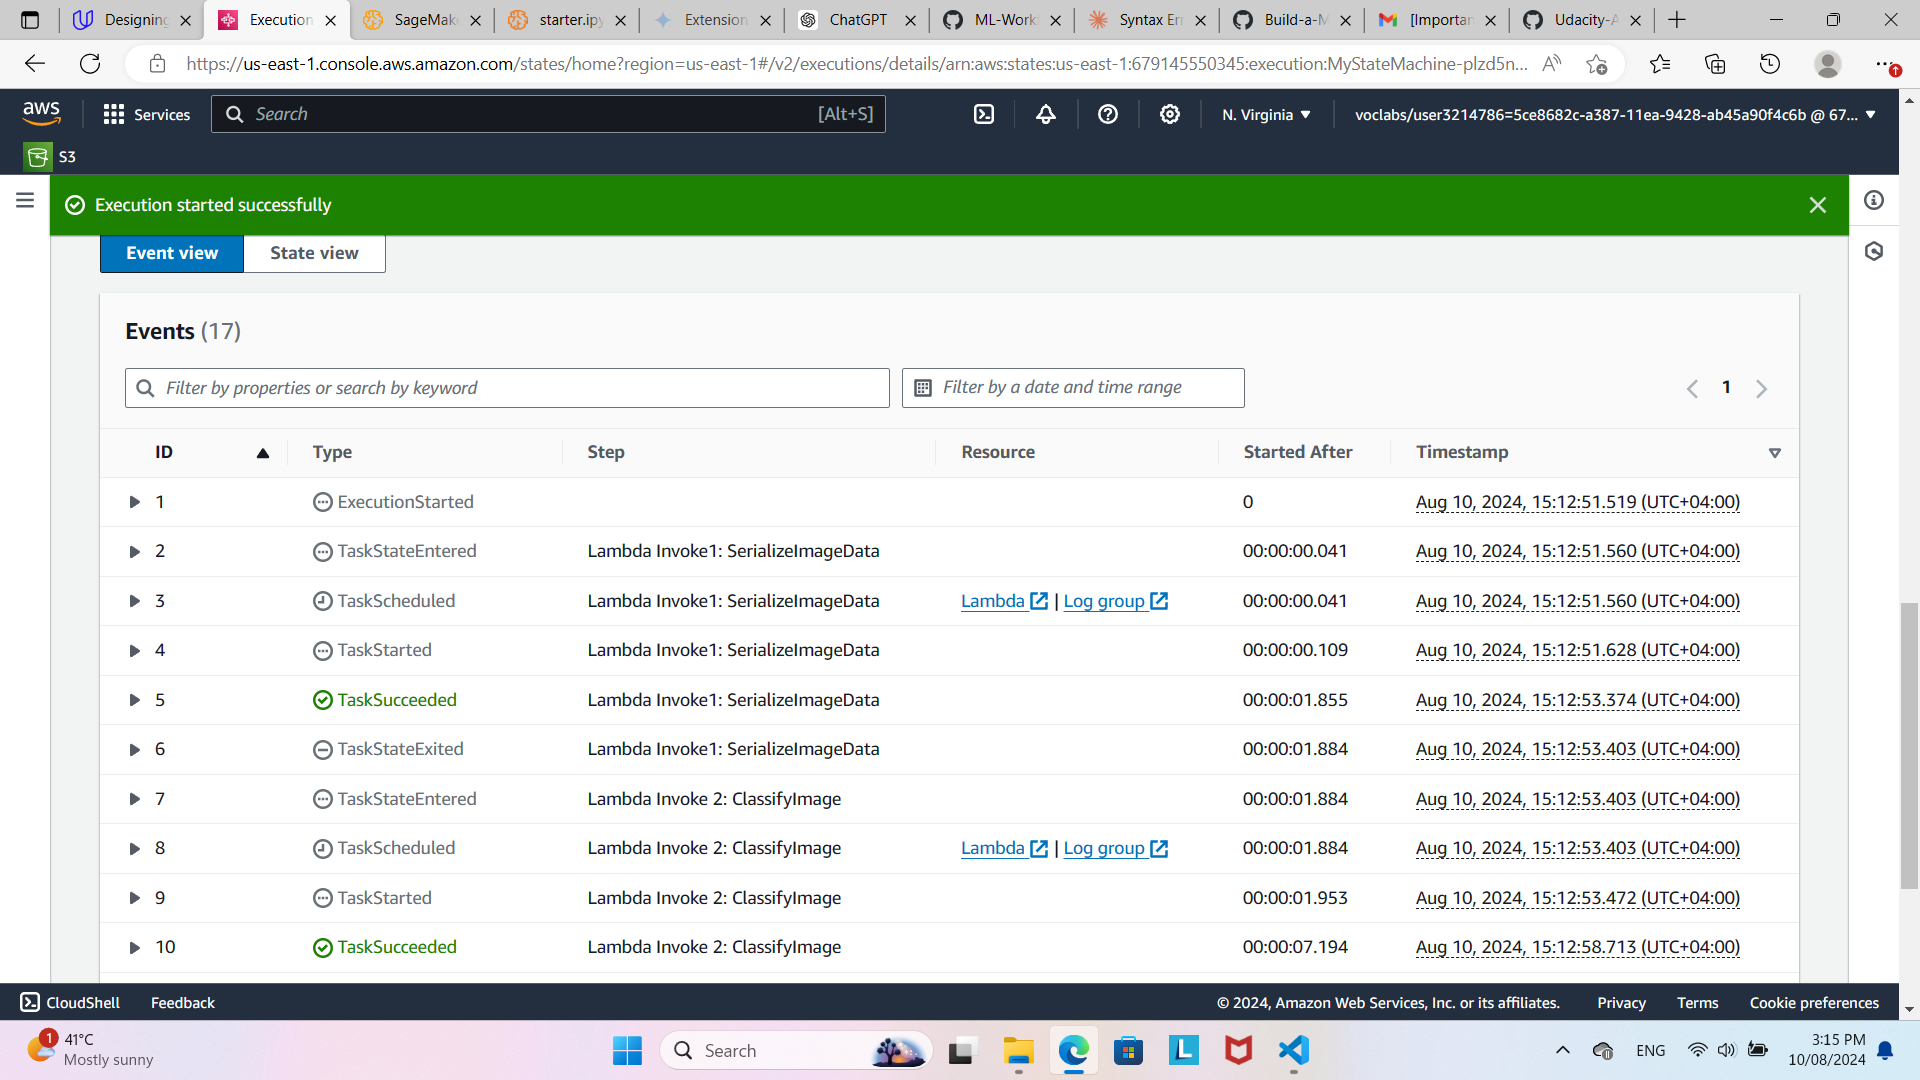 Designing
Execution
SageMak
starter.ipy
Extension
ChatGPT
ML-Work
Syntax Er
Build-a-M
[Importan
Udacity-A
https://us-east-1.console.aws.amazon.com/states/home?region=us-east-1#/v2/executions/details/arn:aws:states:us-east-1:679145550345:execution:MyStateMachine-plzd5n...
aws
Services
Search
[Alt+S]
N. Virginia
voclabs/user3214786=5ce8682c-a387-11ea-9428-ab45a90f4c6b @ 67...
S3
Execution started successfully
Event view
State view
Events (17)
Filter by properties or search by keyword
Filter by a date and time range
1
ID Type Step Resource Started After Timestamp
1 ExecutionStarted 0 Aug 10, 2024, 15:12:51.519 (UTC+04:00)
2 TaskStateEntered Lambda Invoke1: SerializeImageData 00:00:00.041 Aug 10, 2024, 15:12:51.560 (UTC+04:00)
3 TaskScheduled Lambda Invoke1: SerializeImageData Lambda | Log group 00:00:00.041 Aug 10, 2024, 15:12:51.560 (UTC+04:00)
4 TaskStarted Lambda Invoke1: SerializeImageData 00:00:00.109 Aug 10, 2024, 15:12:51.628 (UTC+04:00)
5 TaskSucceeded Lambda Invoke1: SerializeImageData 00:00:01.855 Aug 10, 2024, 15:12:53.374 (UTC+04:00)
6 TaskStateExited Lambda Invoke1: SerializeImageData 00:00:01.884 Aug 10, 2024, 15:12:53.403 (UTC+04:00)
7 TaskStateEntered Lambda Invoke 2: ClassifyImage 00:00:01.884 Aug 10, 2024, 15:12:53.403 (UTC+04:00)
8 TaskScheduled Lambda Invoke 2: ClassifyImage Lambda | Log group 00:00:01.884 Aug 10, 2024, 15:12:53.403 (UTC+04:00)
9 TaskStarted Lambda Invoke 2: ClassifyImage 00:00:01.953 Aug 10, 2024, 15:12:53.472 (UTC+04:00)
10 TaskSucceeded Lambda Invoke 2: ClassifyImage 00:00:07.194 Aug 10, 2024, 15:12:58.713 (UTC+04:00)
CloudShell
Feedback
© 2024, Amazon Web Services, Inc. or its affiliates.
Privacy
Terms
Cookie preferences
1
41°C
Mostly sunny
Search
L
ENG
3:15 PM
10/08/2024